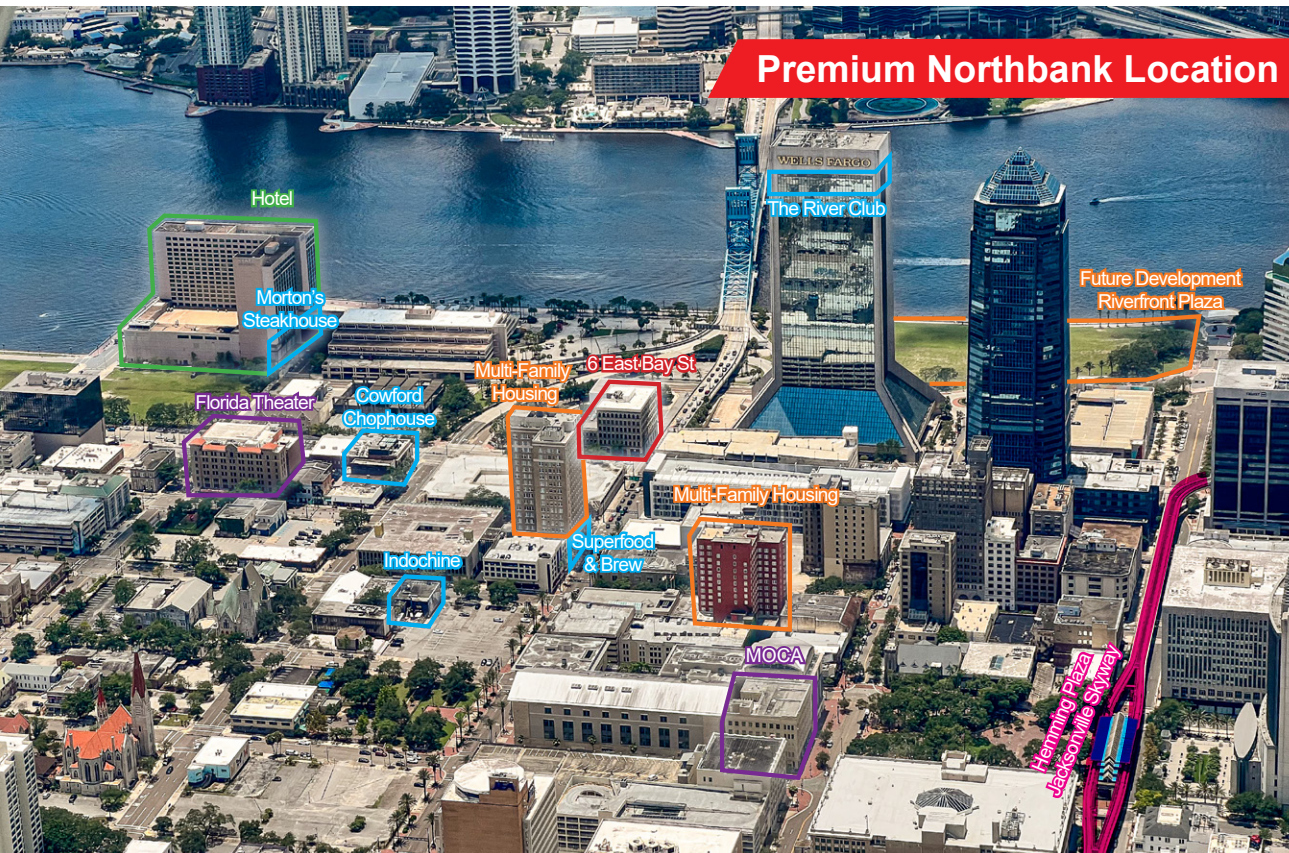 Premium Northbank Location
WELLS FARGO
The River Club
Hotel
Morton's
Steakhouse
Future Development
Riverfront Plaza
6 East Bay St
Multi-Family
Housing
Florida Theater
Cowford
Chophouse
Multi-Family Housing
Superfood
& Brew
Indochine
MOCA
Hemming Plaza
Jacksonville Skyway